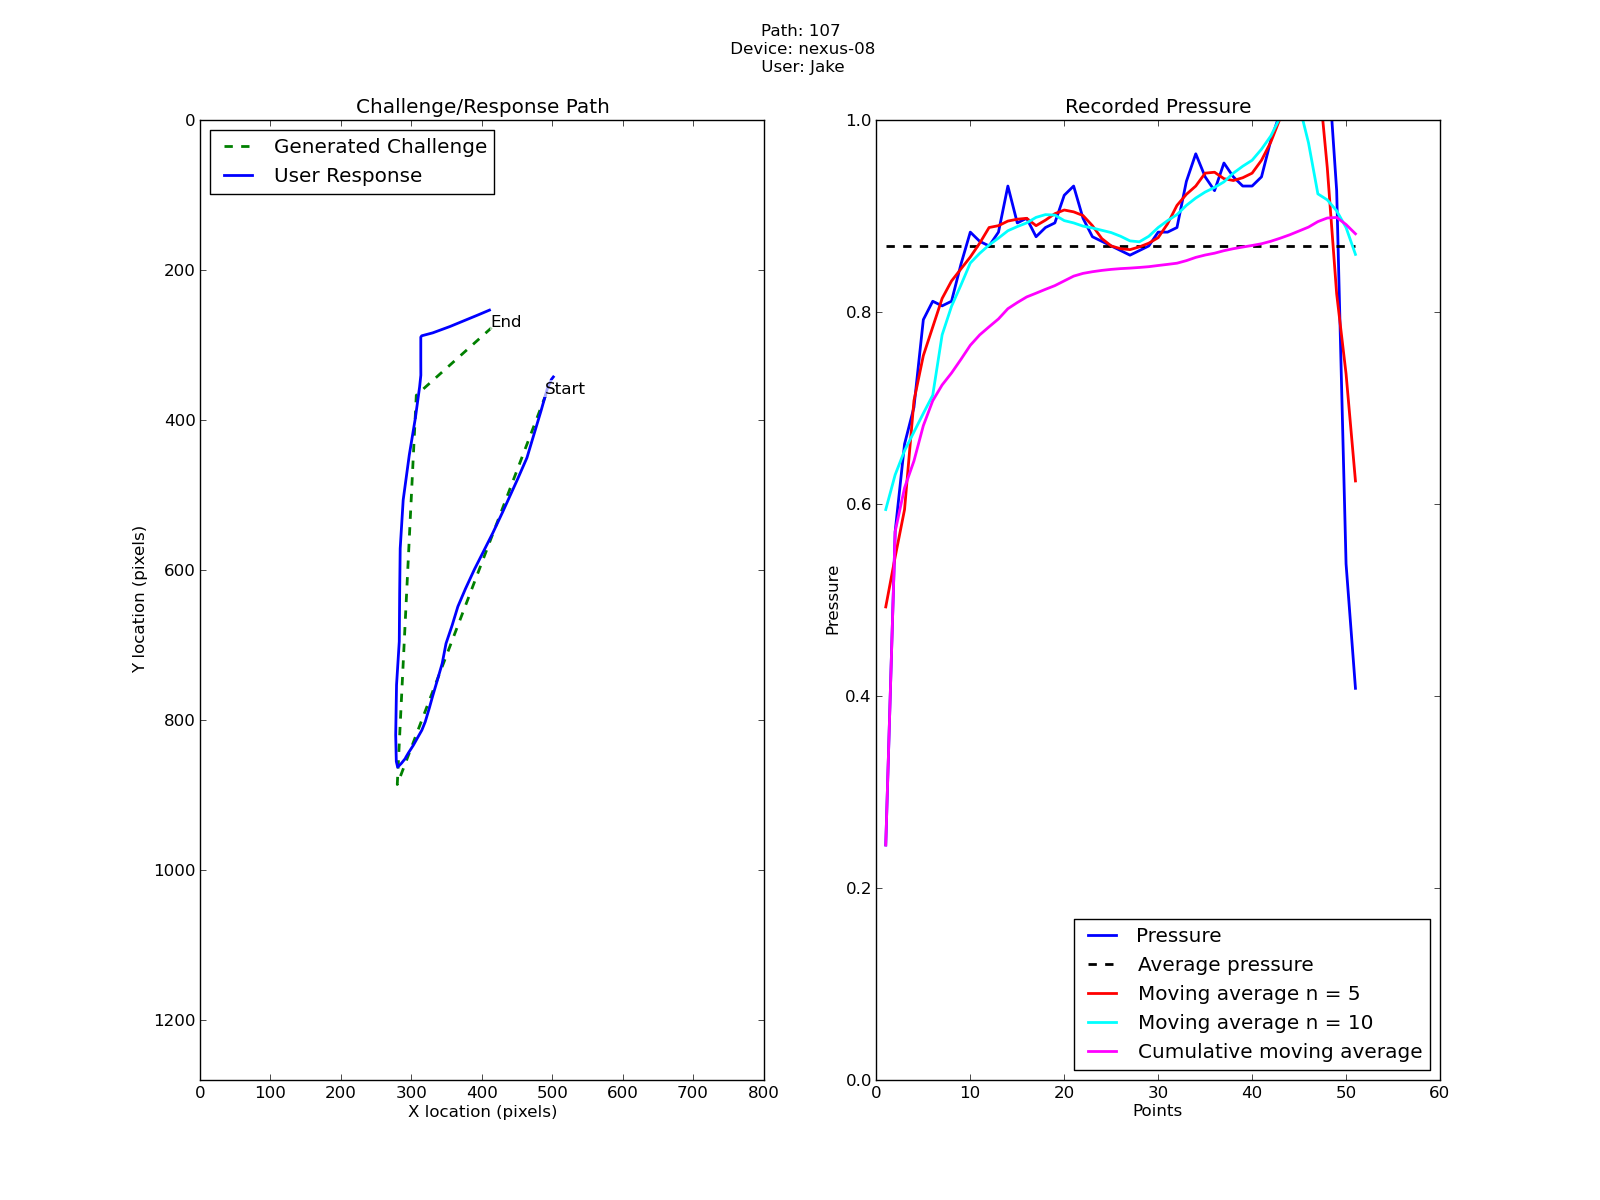 Path: 107
Device: nexus-08
User: Jake
Challenge/Response Path
Generated Challenge
User Response
End
Start
0
200
400
600
800
1000
1200
Y location (pixels)
0 100 200 300 400 500 600 700 800
X location (pixels)
Recorded Pressure
1.0
0.8
0.6
0.4
0.2
0.0
Pressure
Pressure
Average pressure
Moving average n = 5
Moving average n = 10
Cumulative moving average
0 10 20 30 40 50 60
Points